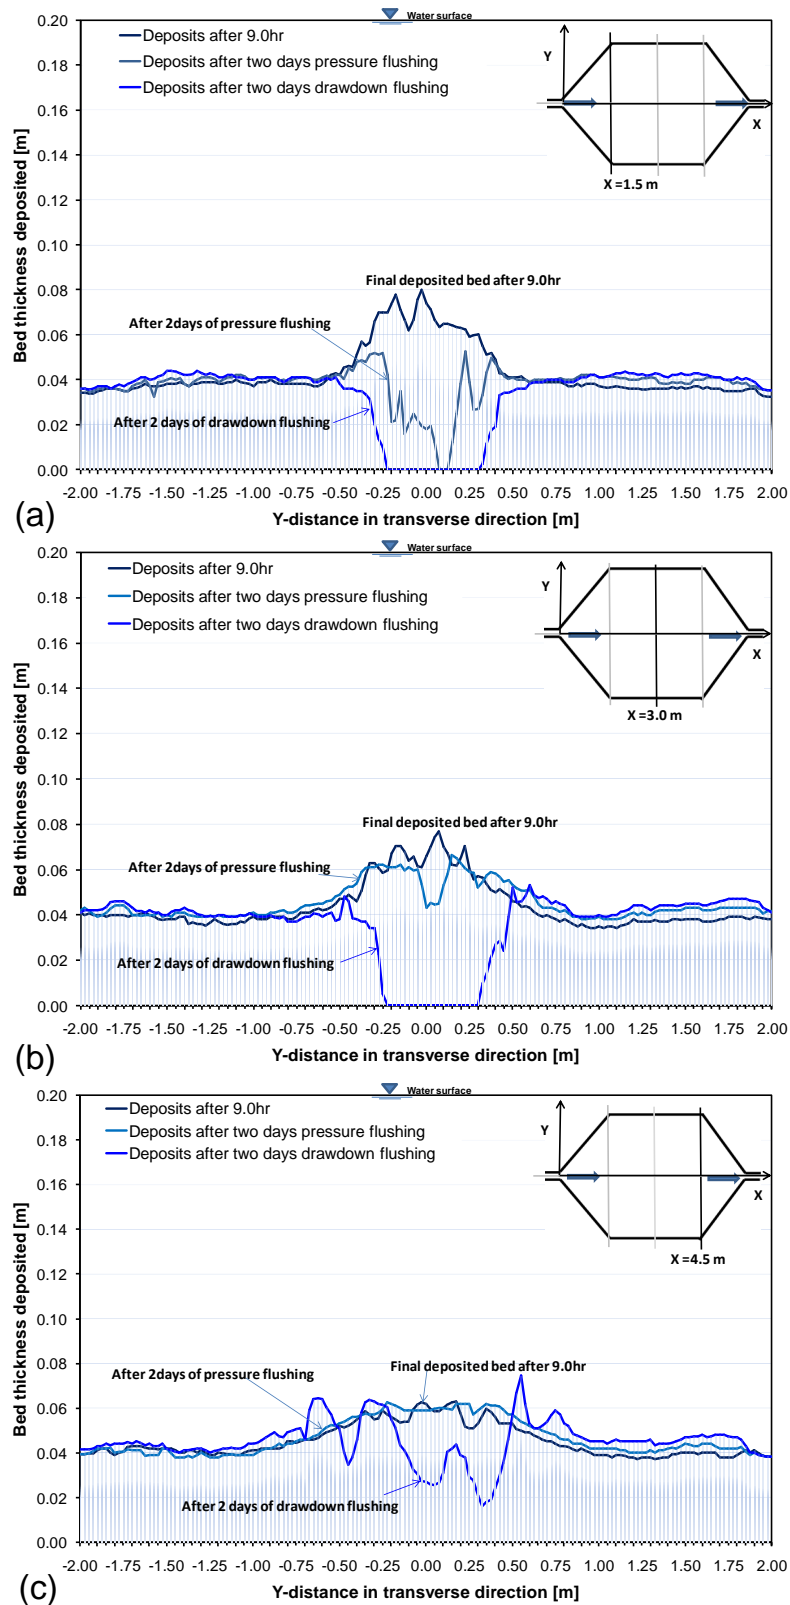 Water surface
Deposits after 9.0hr
Deposits after two days pressure flushing
Deposits after two days drawdown flushing
Y
X
X =1.5 m
Bed thickness deposited [m]
0.20
0.18
0.16
0.14
0.12
0.10
0.08
0.06
0.04
0.02
0.00
Final deposited bed after 9.0hr
After 2days of pressure flushing
After 2 days of drawdown flushing
-2.00 -1.75 -1.50 -1.25 -1.00 -0.75 -0.50 -0.25 0.00 0.25 0.50 0.75 1.00 1.25 1.50 1.75 2.00
(a)
Y-distance in transverse direction [m]
Water surface
Deposits after 9.0hr
Deposits after two days pressure flushing
Deposits after two days drawdown flushing
Y
X
X =3.0 m
Bed thickness deposited [m]
0.20
0.18
0.16
0.14
0.12
0.10
0.08
0.06
0.04
0.02
0.00
Final deposited bed after 9.0hr
After 2days of pressure flushing
After 2 days of drawdown flushing
-2.00 -1.75 -1.50 -1.25 -1.00 -0.75 -0.50 -0.25 0.00 0.25 0.50 0.75 1.00 1.25 1.50 1.75 2.00
(b)
Y-distance in transverse direction [m]
Water surface
Deposits after 9.0hr
Deposits after two days pressure flushing
Deposits after two days drawdown flushing
Y
X
X =4.5 m
Bed thickness deposited [m]
0.20
0.18
0.16
0.14
0.12
0.10
0.08
0.06
0.04
0.02
0.00
After 2days of pressure flushing
Final deposited bed after 9.0hr
After 2 days of drawdown flushing
-2.00 -1.75 -1.50 -1.25 -1.00 -0.75 -0.50 -0.25 0.00 0.25 0.50 0.75 1.00 1.25 1.50 1.75 2.00
(c)
Y-distance in transverse direction [m]